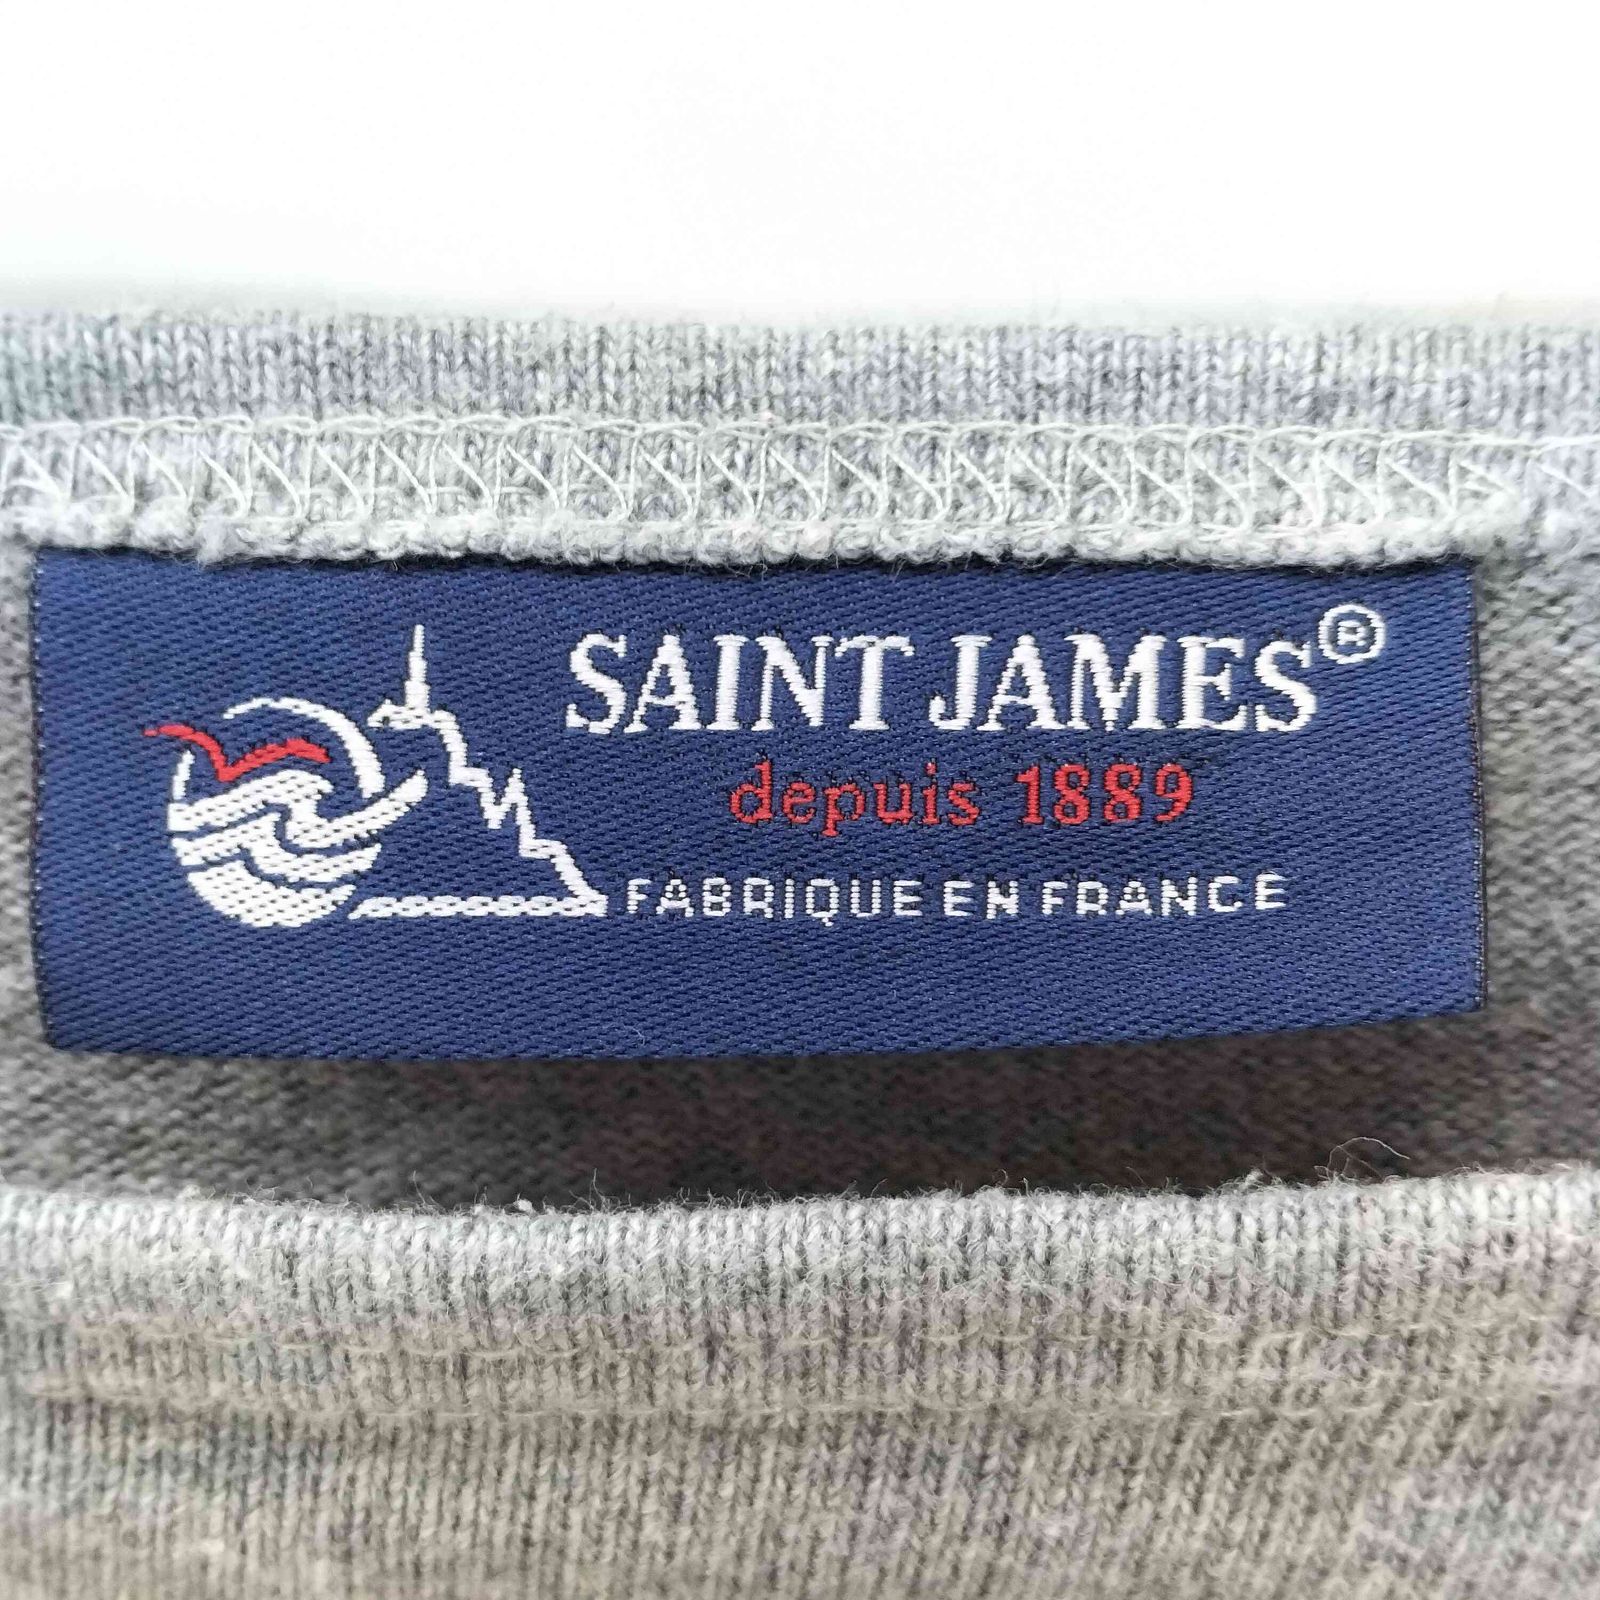 SAINT JAMES®
depuis 1889
FABRIQUE EN FRANCE